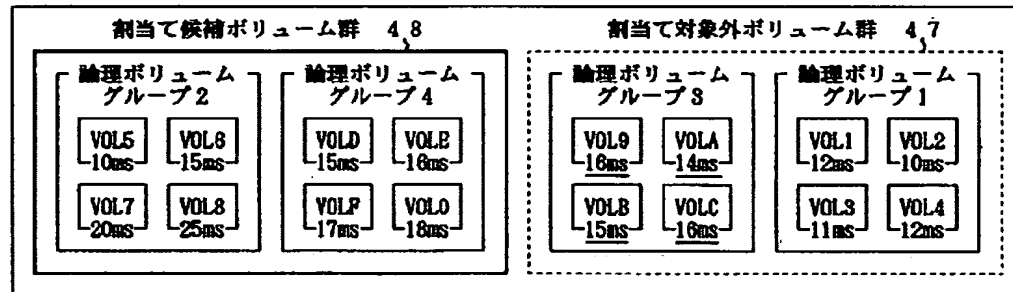 割当て候補ボリューム群 48
割当て対象外ボリューム群 47
論理ボリューム
グループ2
論理ボリューム
グループ4
論理ボリューム
グループ3
論理ボリューム
グループ1
VOL5 VOL6
10ms 15ms
VOL7 VOL8
20ms 25ms
VOLD VOLE
15ms 16ms
VOLF VOL0
17ms 18ms
VOL9 VOLA
16ms 14ms
VOLB VOLC
15ms 16ms
VOL1 VOL2
12ms 10ms
VOL3 VOL4
11ms 12ms